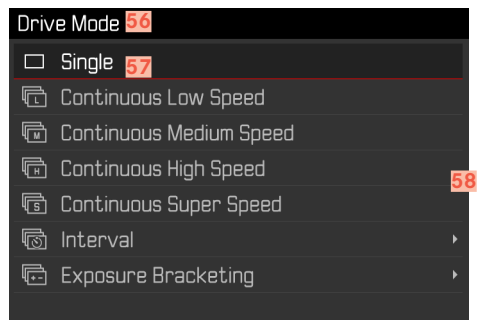 Drive Mode 56
Single 57
L Continuous Low Speed
M Continuous Medium Speed
H Continuous High Speed
58
S Continuous Super Speed
Interval
+- Exposure Bracketing